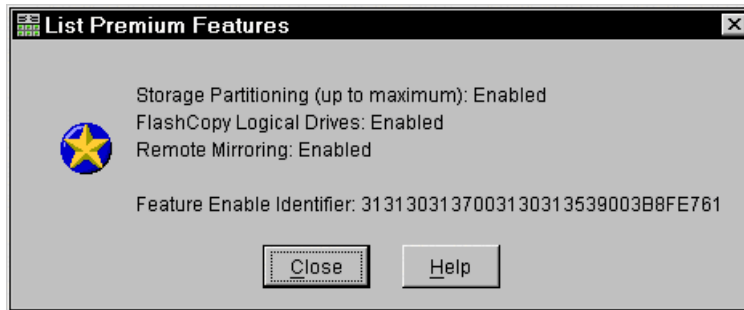 List Premium Features
Storage Partitioning (up to maximum): Enabled
FlashCopy Logical Drives: Enabled
Remote Mirroring: Enabled
Feature Enable Identifier: 3131303137003130313539003B8FE761
Close
Help